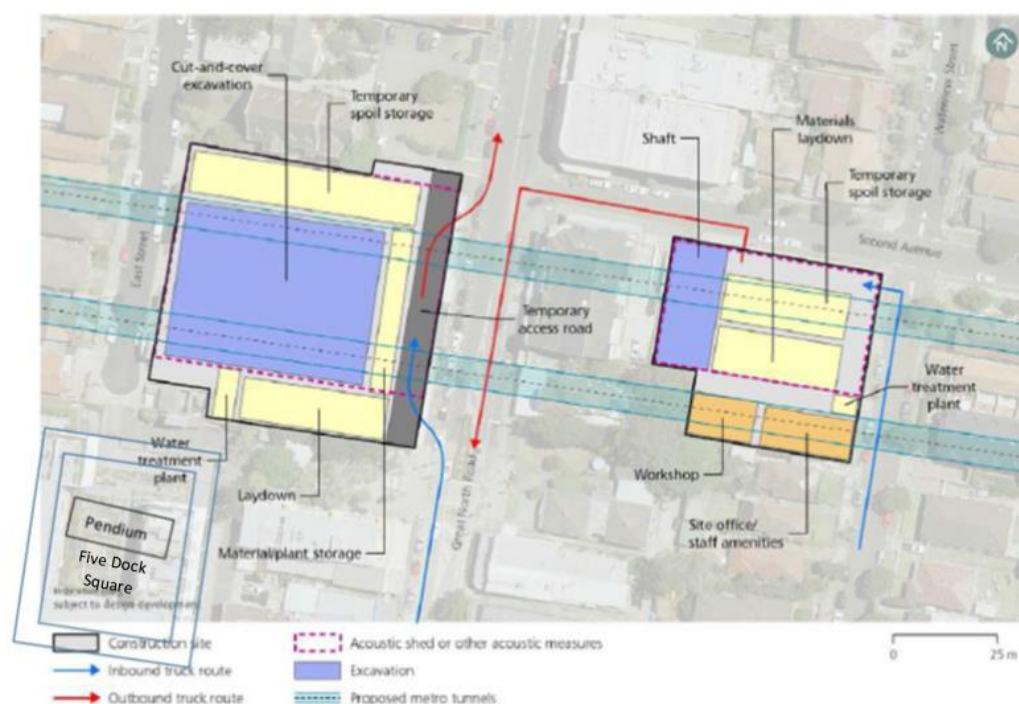 N
Cut-and-cover
excavation
Temporary
spoil storage
Shaft
Materials
laydown
Temporary
spoil storage
Second Avenue
East Street
Temporary
access road
Water
treatment
plant
Water
treatment plant
Laydown
Great North Road
Workshop
Site office/
staff amenities
Material/plant storage
Pendium
Five Dock
Square
subject to design development
Construction site
Inbound truck route
Outbound truck route
Acoustic shed or other acoustic measures
Excavation
Proposed metro tunnels
0 25 m